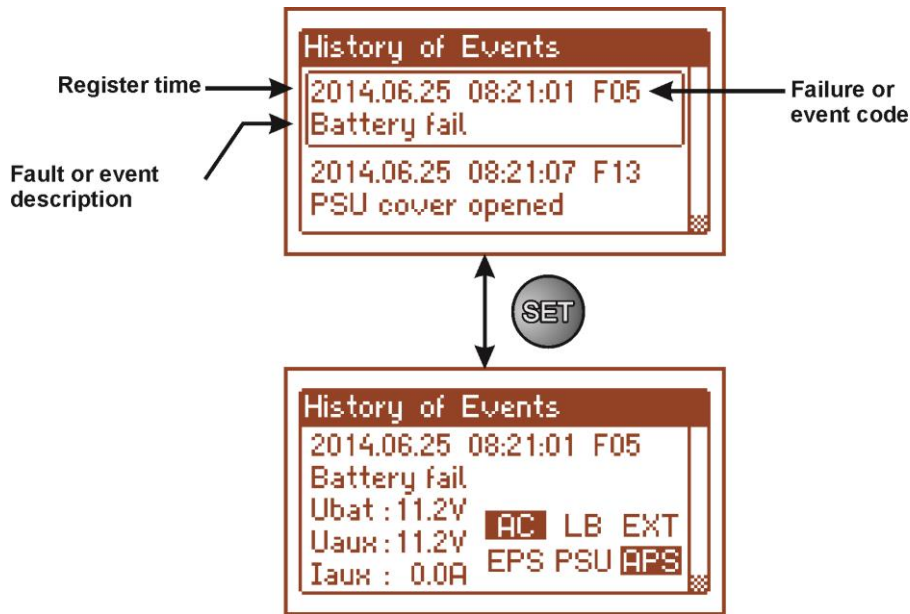 History of Events
Register time
2014.06.25 08:21:01 F05
Failure or
event code
Battery fail
Fault or event
description
2014.06.25 08:21:07 F13
PSU cover opened
SET
History of Events
2014.06.25 08:21:01 F05
Battery fail
Ubat : 11.2V
AC LB EXT
Uaux : 11.2V
EPS PSU APS
Iaux : 0.0A